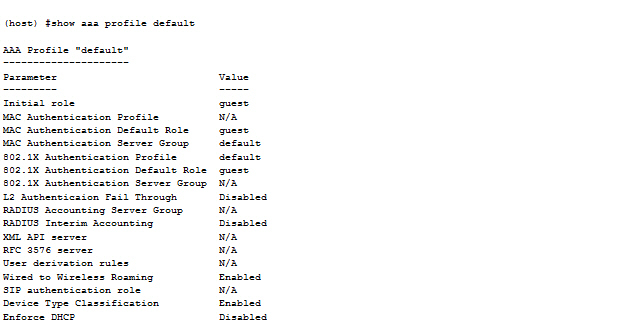 (host) #show aaa profile default
AAA Profile "default"
---------------------
Parameter Value
--------- -----
Initial role guest
MAC Authentication Profile N/A
MAC Authentication Default Role guest
MAC Authentication Server Group default
802.1X Authentication Profile default
802.1X Authentication Default Role guest
802.1X Authentication Server Group N/A
L2 Authenticaion Fail Through Disabled
RADIUS Accounting Server Group N/A
RADIUS Interim Accounting Disabled
XML API server N/A
RFC 3576 server N/A
User derivation rules N/A
Wired to Wireless Roaming Enabled
SIP authentication role N/A
Device Type Classification Enabled
Enforce DHCP Disabled